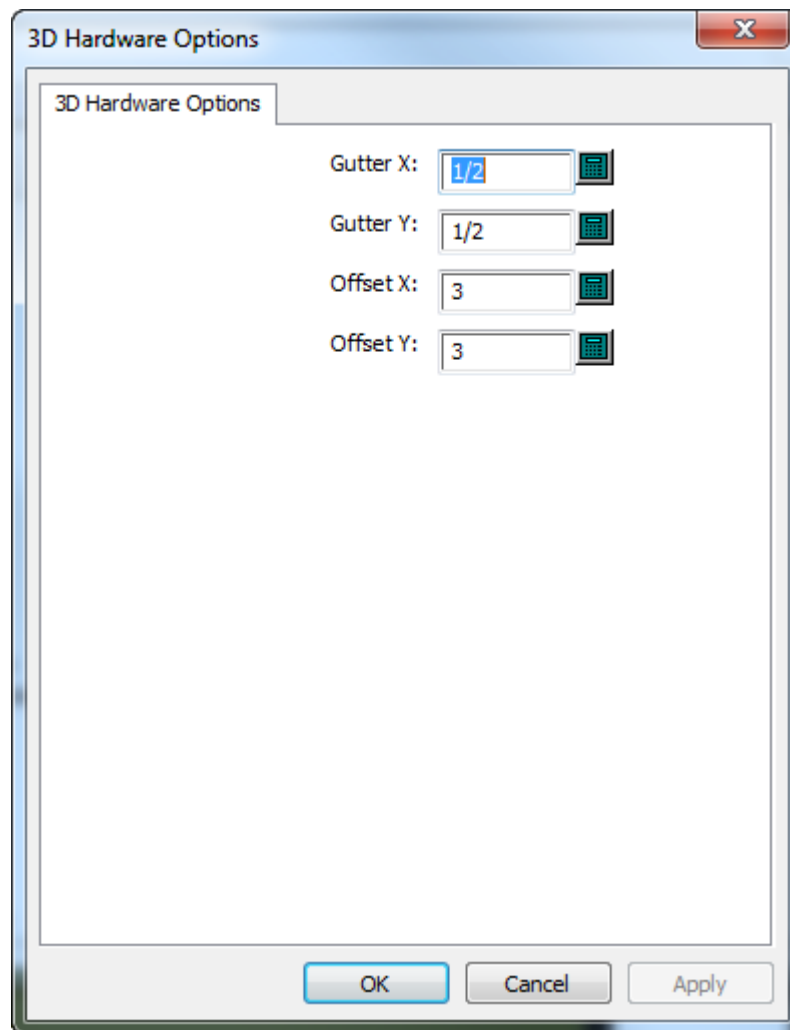 3D Hardware Options
3D Hardware Options
Gutter X: 1/2
Gutter Y: 1/2
Offset X: 3
Offset Y: 3
OK Cancel Apply